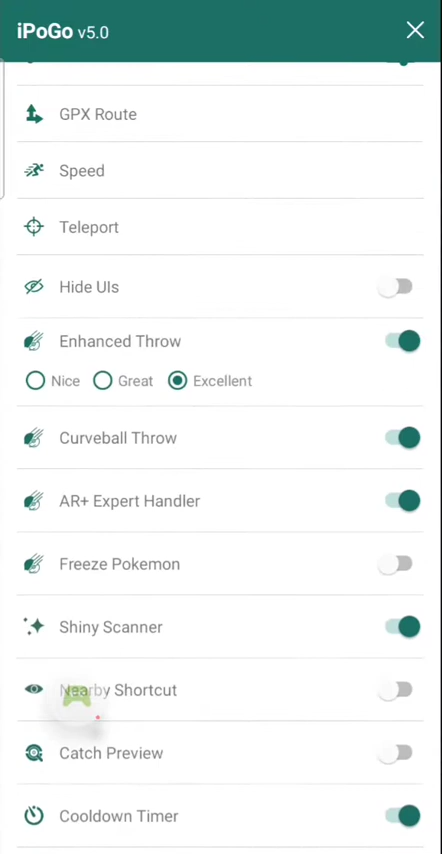 iPoGo v5.0
GPX Route
Speed
Teleport
Hide UIs
Enhanced Throw
Nice Great Excellent
Curveball Throw
AR+ Expert Handler
Freeze Pokemon
Shiny Scanner
Nearby Shortcut
Catch Preview
Cooldown Timer